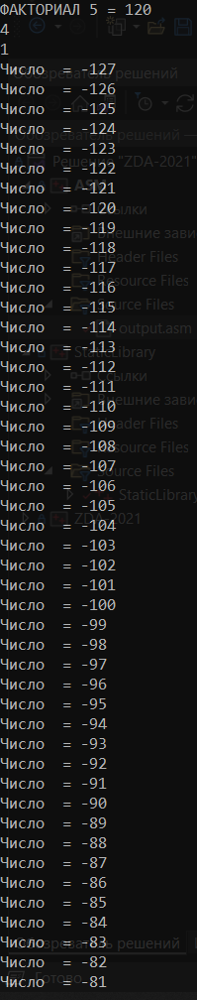 ФАКТОРИАЛ 5 = 120
4
1
Число  = -127
Число  = -126
Число  = -125
Число  = -124
Число  = -123
Число  = -122
Число  = -121
Число  = -120
Число  = -119
Число  = -118
Число  = -117
Число  = -116
Число  = -115
Число  = -114
Число  = -113
Число  = -112
Число  = -111
Число  = -110
Число  = -109
Число  = -108
Число  = -107
Число  = -106
Число  = -105
Число  = -104
Число  = -103
Число  = -102
Число  = -101
Число  = -100
Число  = -99
Число  = -98
Число  = -97
Число  = -96
Число  = -95
Число  = -94
Число  = -93
Число  = -92
Число  = -91
Число  = -90
Число  = -89
Число  = -88
Число  = -87
Число  = -86
Число  = -85
Число  = -84
Число  = -83
Число  = -82
Число  = -81